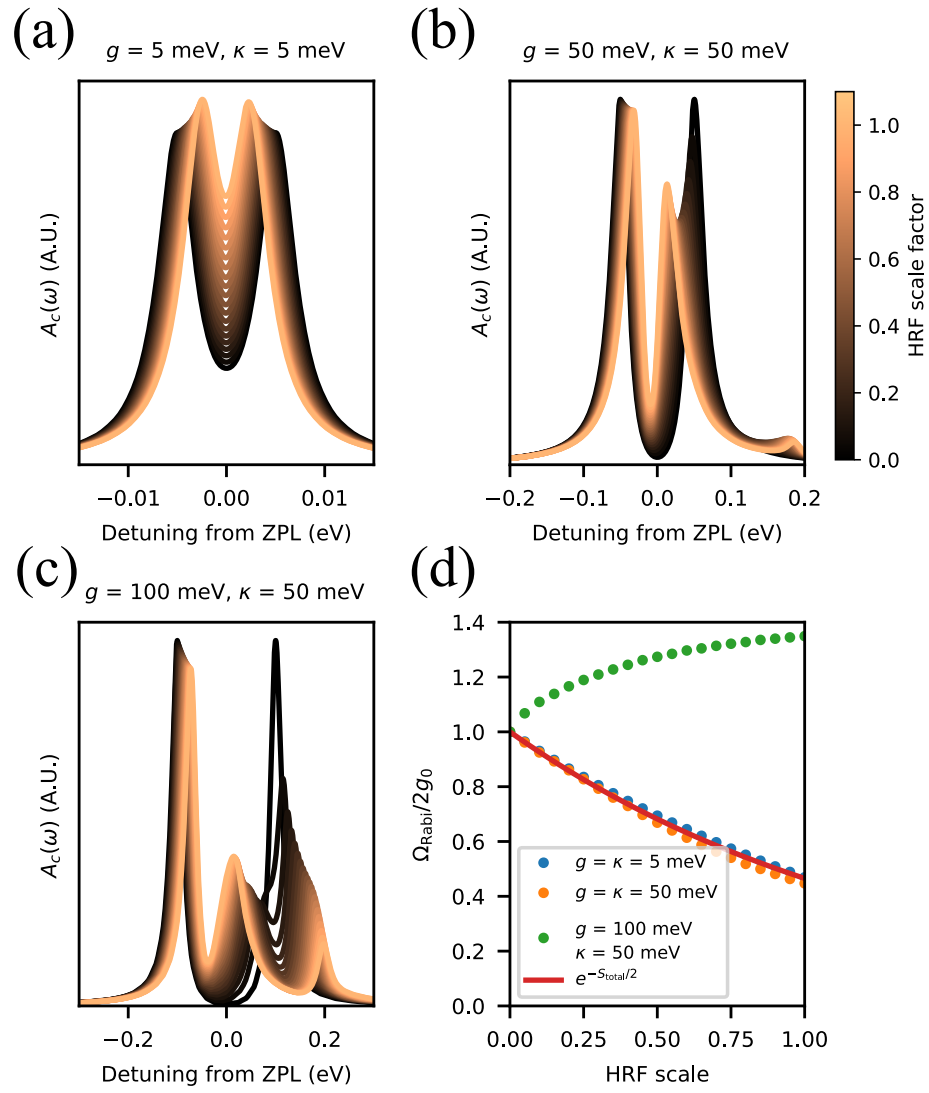 (a)
g = 5 meV, κ = 5 meV
A_c(ω) (A.U.)
−0.01 0.00 0.01
Detuning from ZPL (eV)
(b)
g = 50 meV, κ = 50 meV
A_c(ω) (A.U.)
−0.2 −0.1 0.0 0.1 0.2
Detuning from ZPL (eV)
1.0
0.8
0.6
0.4
0.2
0.0
HRF scale factor
(c)
g = 100 meV, κ = 50 meV
A_c(ω) (A.U.)
−0.2 0.0 0.2
Detuning from ZPL (eV)
(d)
1.4
1.2
1.0
0.8
0.6
0.4
0.2
0.0
Ω_Rabi/2g_0
g = κ = 5 meV
g = κ = 50 meV
g = 100 meV
κ = 50 meV
e^{−S_total/2}
0.00 0.25 0.50 0.75 1.00
HRF scale